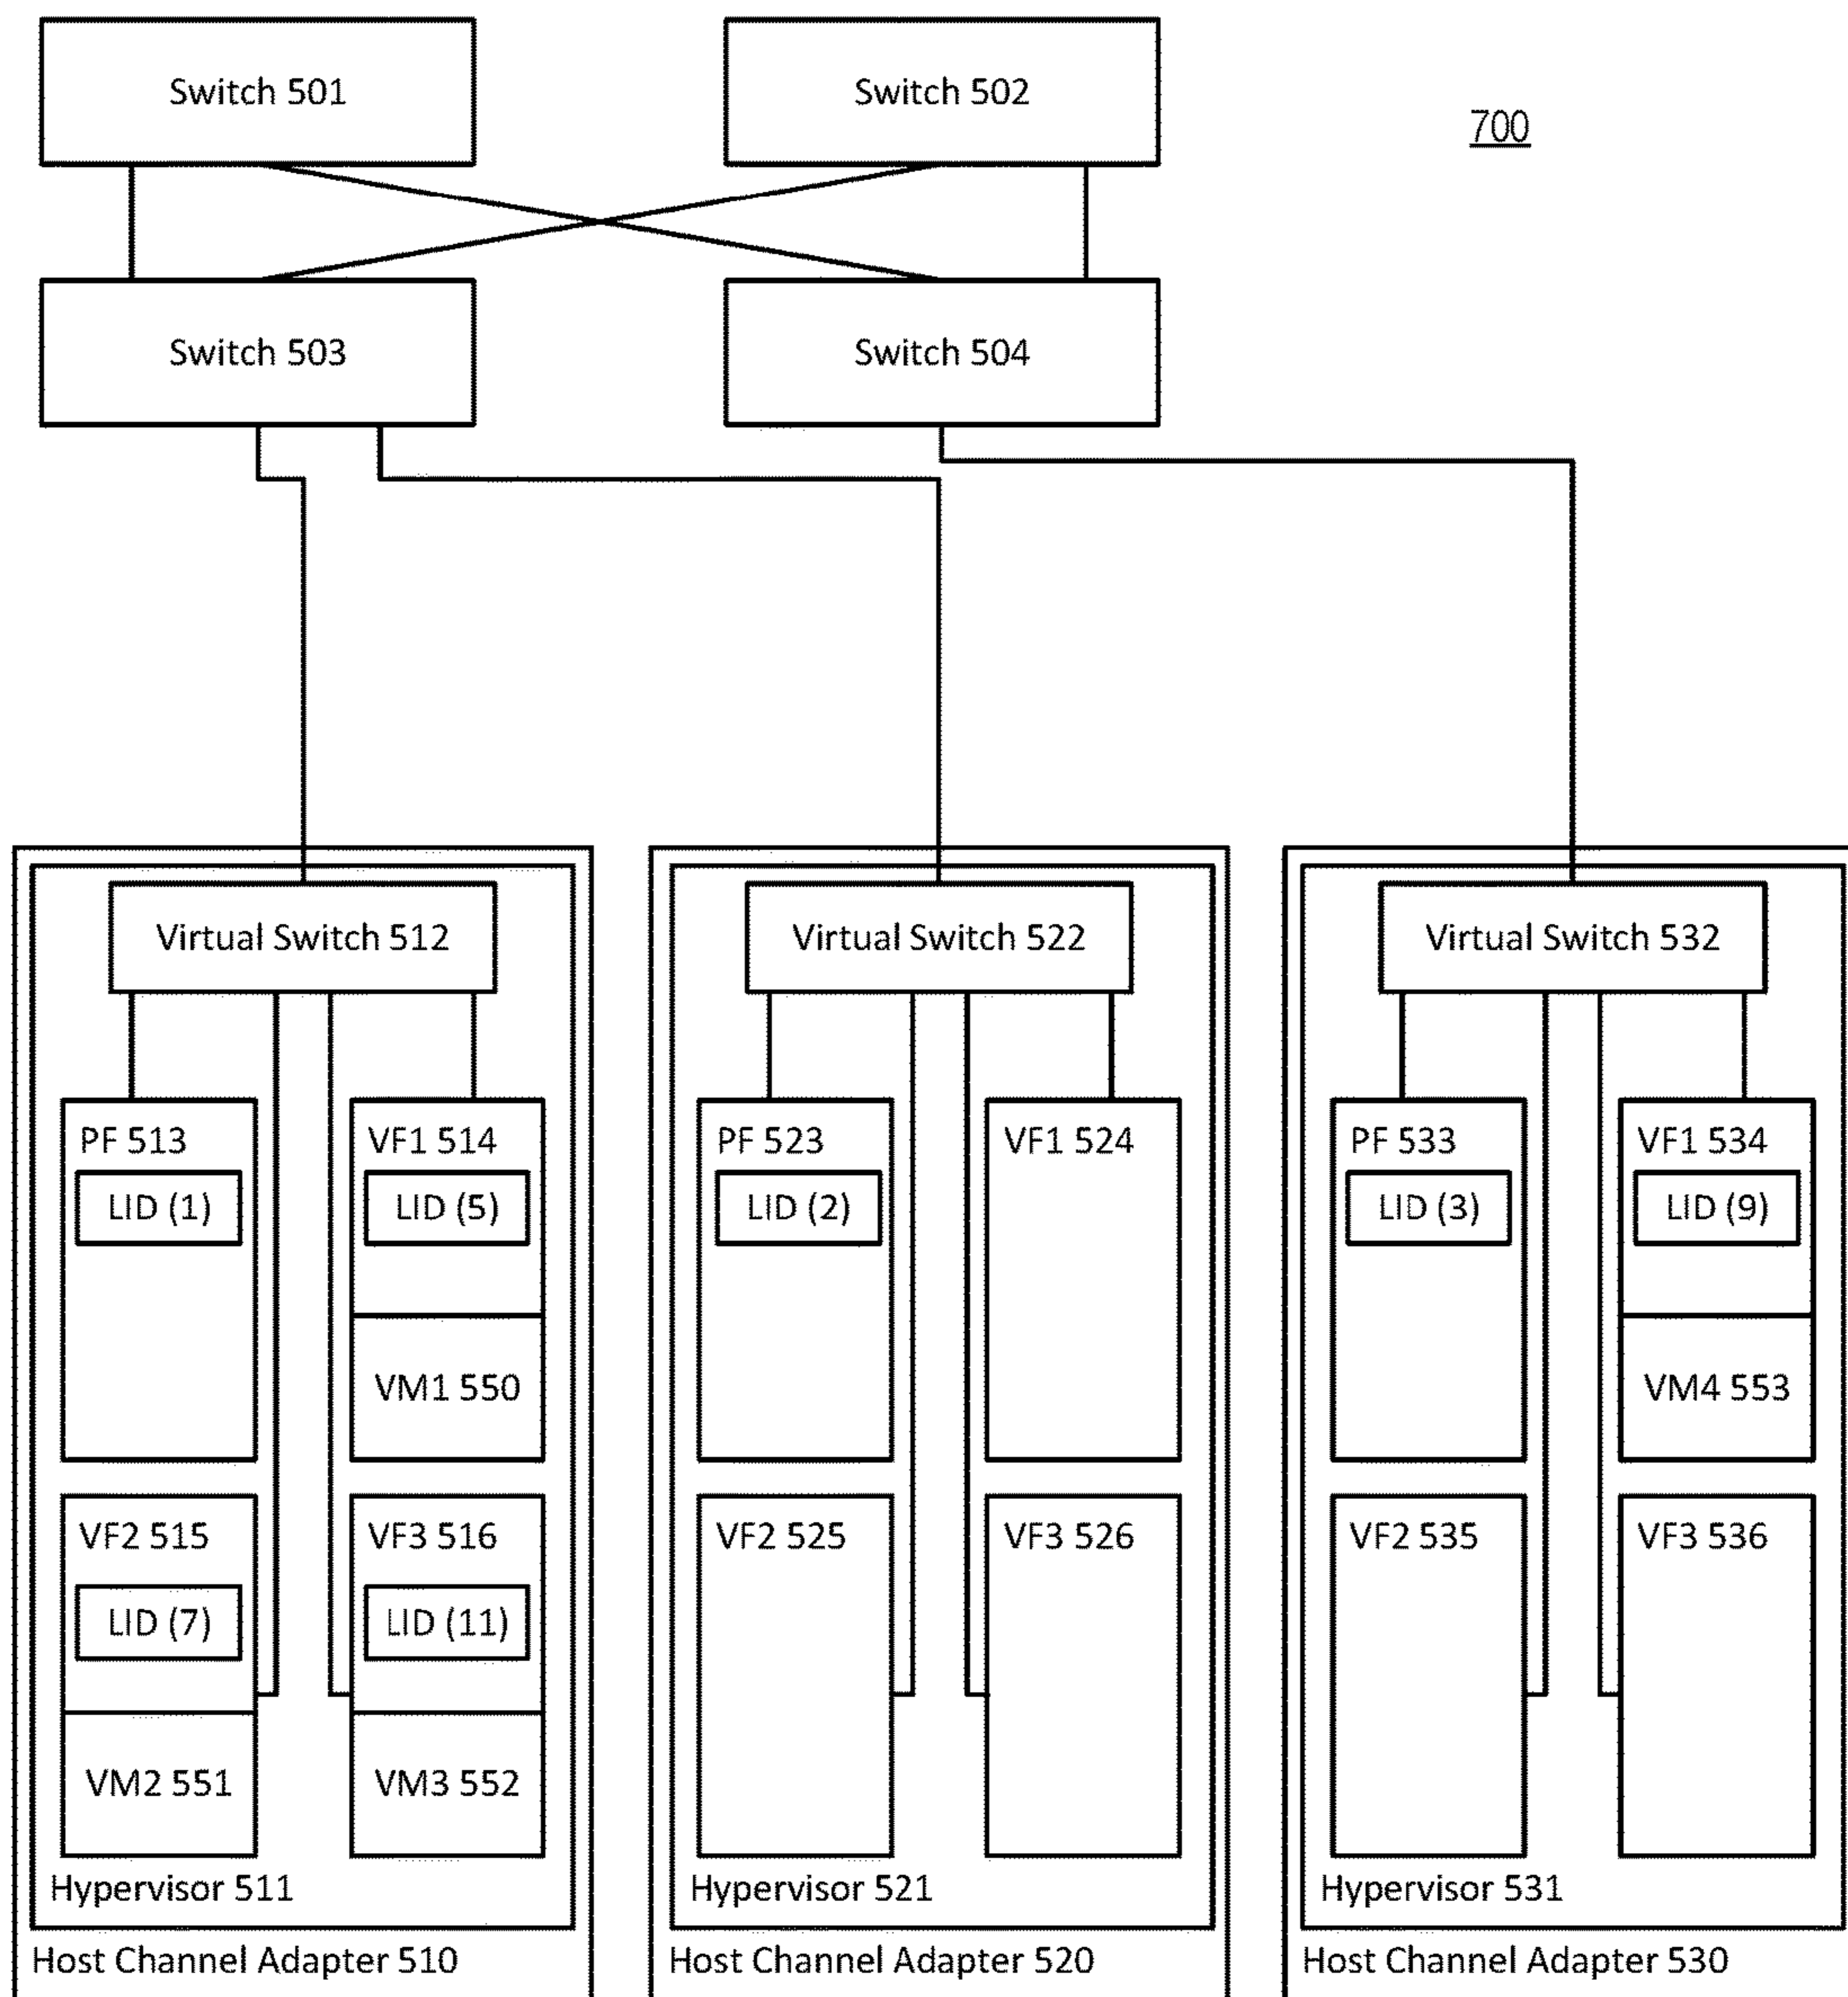 Switch 501
Switch 502
700
Switch 503
Switch 504
Virtual Switch 512
Virtual Switch 522
Virtual Switch 532
PF 513
LID (1)
VF1 514
LID (5)
VM1 550
PF 523
LID (2)
VF1 524
PF 533
LID (3)
VF1 534
LID (9)
VM4 553
VF2 515
LID (7)
VM2 551
VF3 516
LID (11)
VM3 552
VF2 525
VF3 526
VF2 535
VF3 536
Hypervisor 511
Hypervisor 521
Hypervisor 531
Host Channel Adapter 510
Host Channel Adapter 520
Host Channel Adapter 530